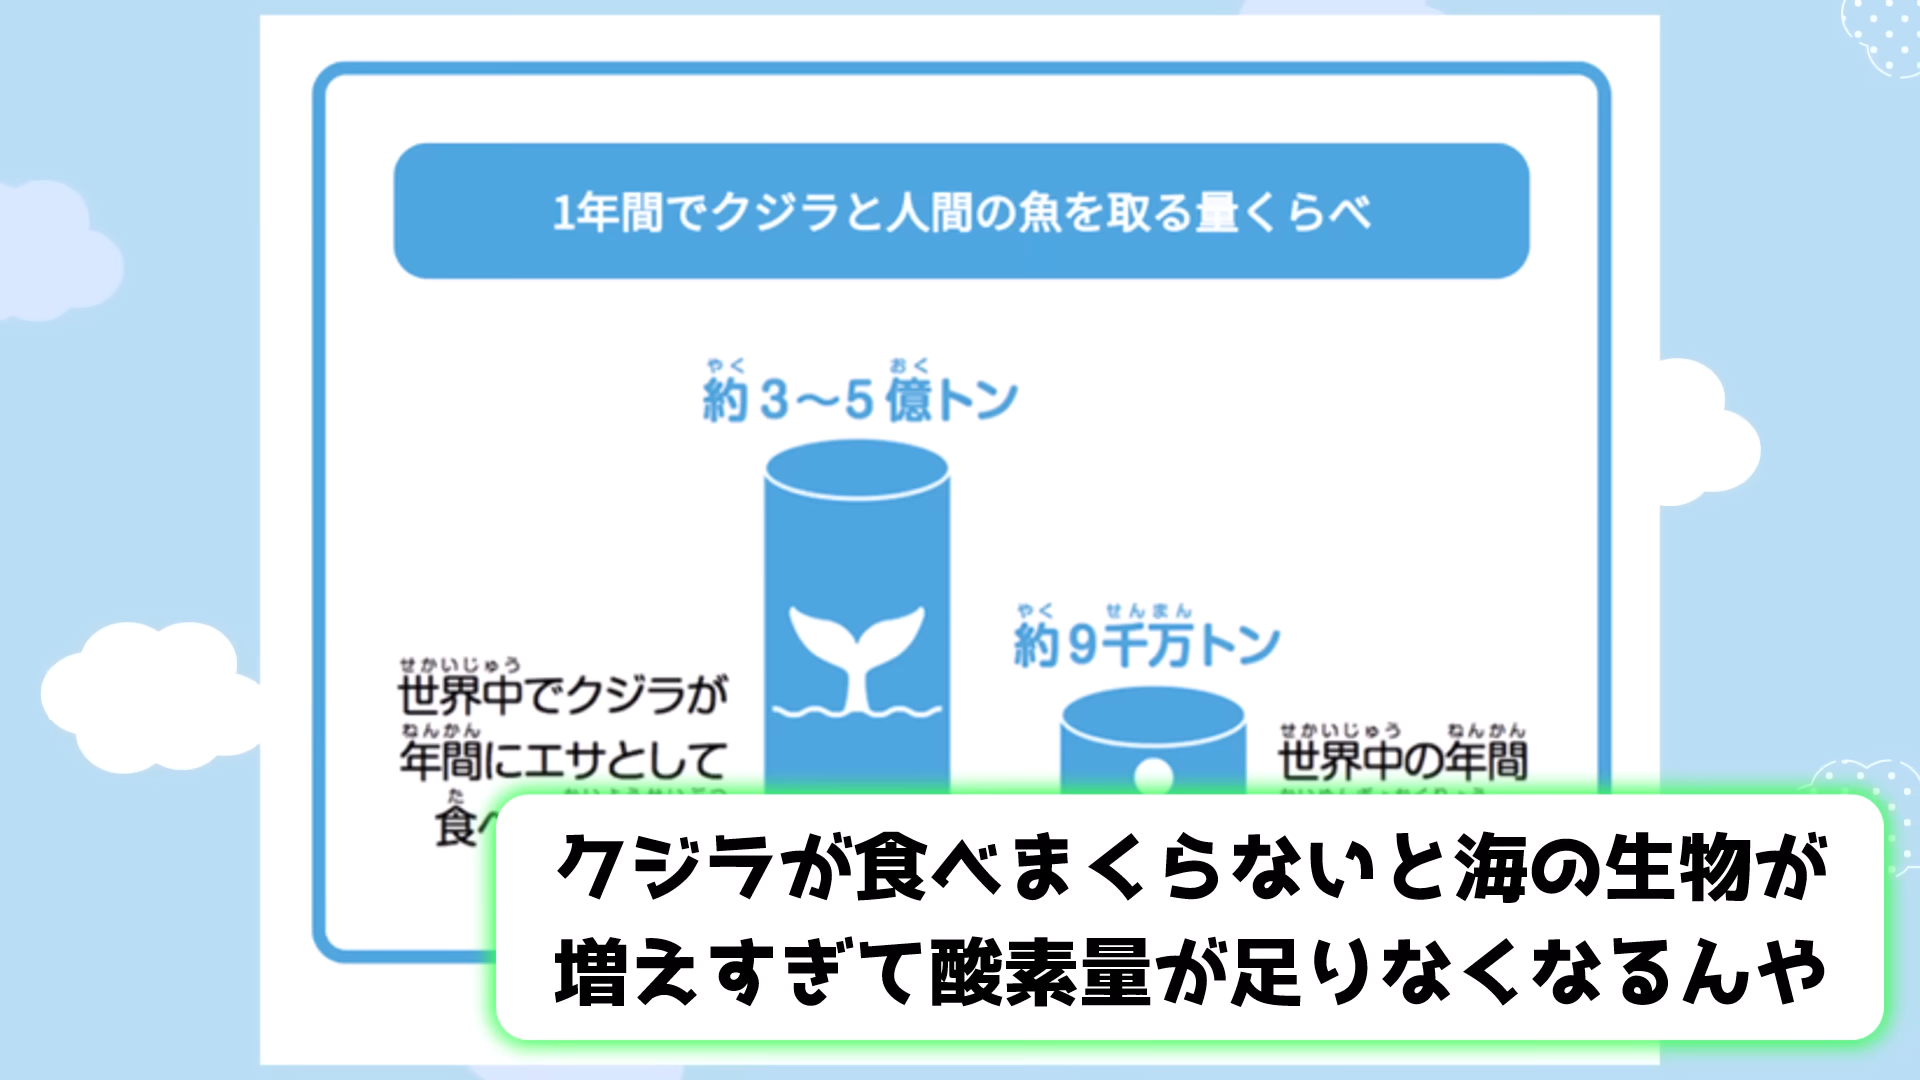 1年間でクジラと人間の魚を取る量くらべ
やく おく
約3〜5億トン
やく せんまん
約9千万トン
せかいじゅう
世界中でクジラが
ねんかん
年間にエサとして
た
食べ
せかいじゅう ねんかん
世界中の年間
クジラが食べまくらないと海の生物が
増えすぎて酸素量が足りなくなるんや